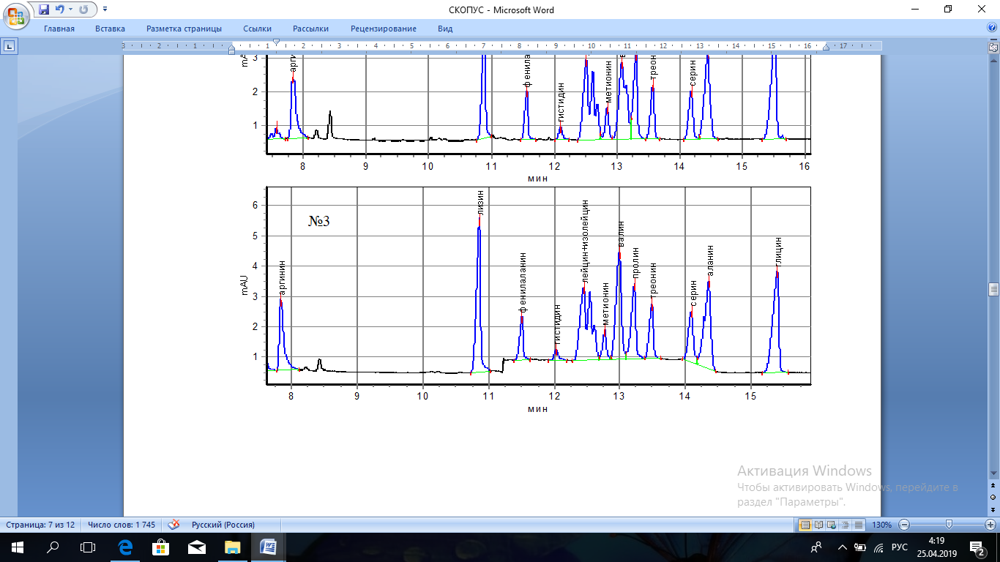 СКОПУС - Microsoft Word
Главная Вставка Разметка страницы Ссылки Рассылки Рецензирование Вид
3 2 1 1 2 3 4 5 6 7 8 9 10 11 12 13 14 15 16 17
3
2
1
фенила
гистидин
метионин
серин
8 9 10 11 12 13 14 15 16
мин
№3
mAU
6
5
4
3
2
1
аргинин
лизин
фенилаланин
гистидин
лейцин+изолейцин
метионин
валин
пролин
треонин
серин
аланин
глицин
8 9 10 11 12 13 14 15
мин
Активация Windows
Чтобы активировать Windows, перейдите в
раздел "Параметры".
Страница: 7 из 12 Число слов: 1 745 Русский (Россия) 130%
РУС 4:19
25.04.2019 2